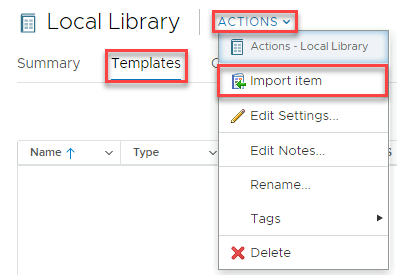 Local Library ACTIONS
Actions - Local Library
Summary Templates
Import item
Edit Settings...
Name Type
Edit Notes...
Rename...
Tags
Delete